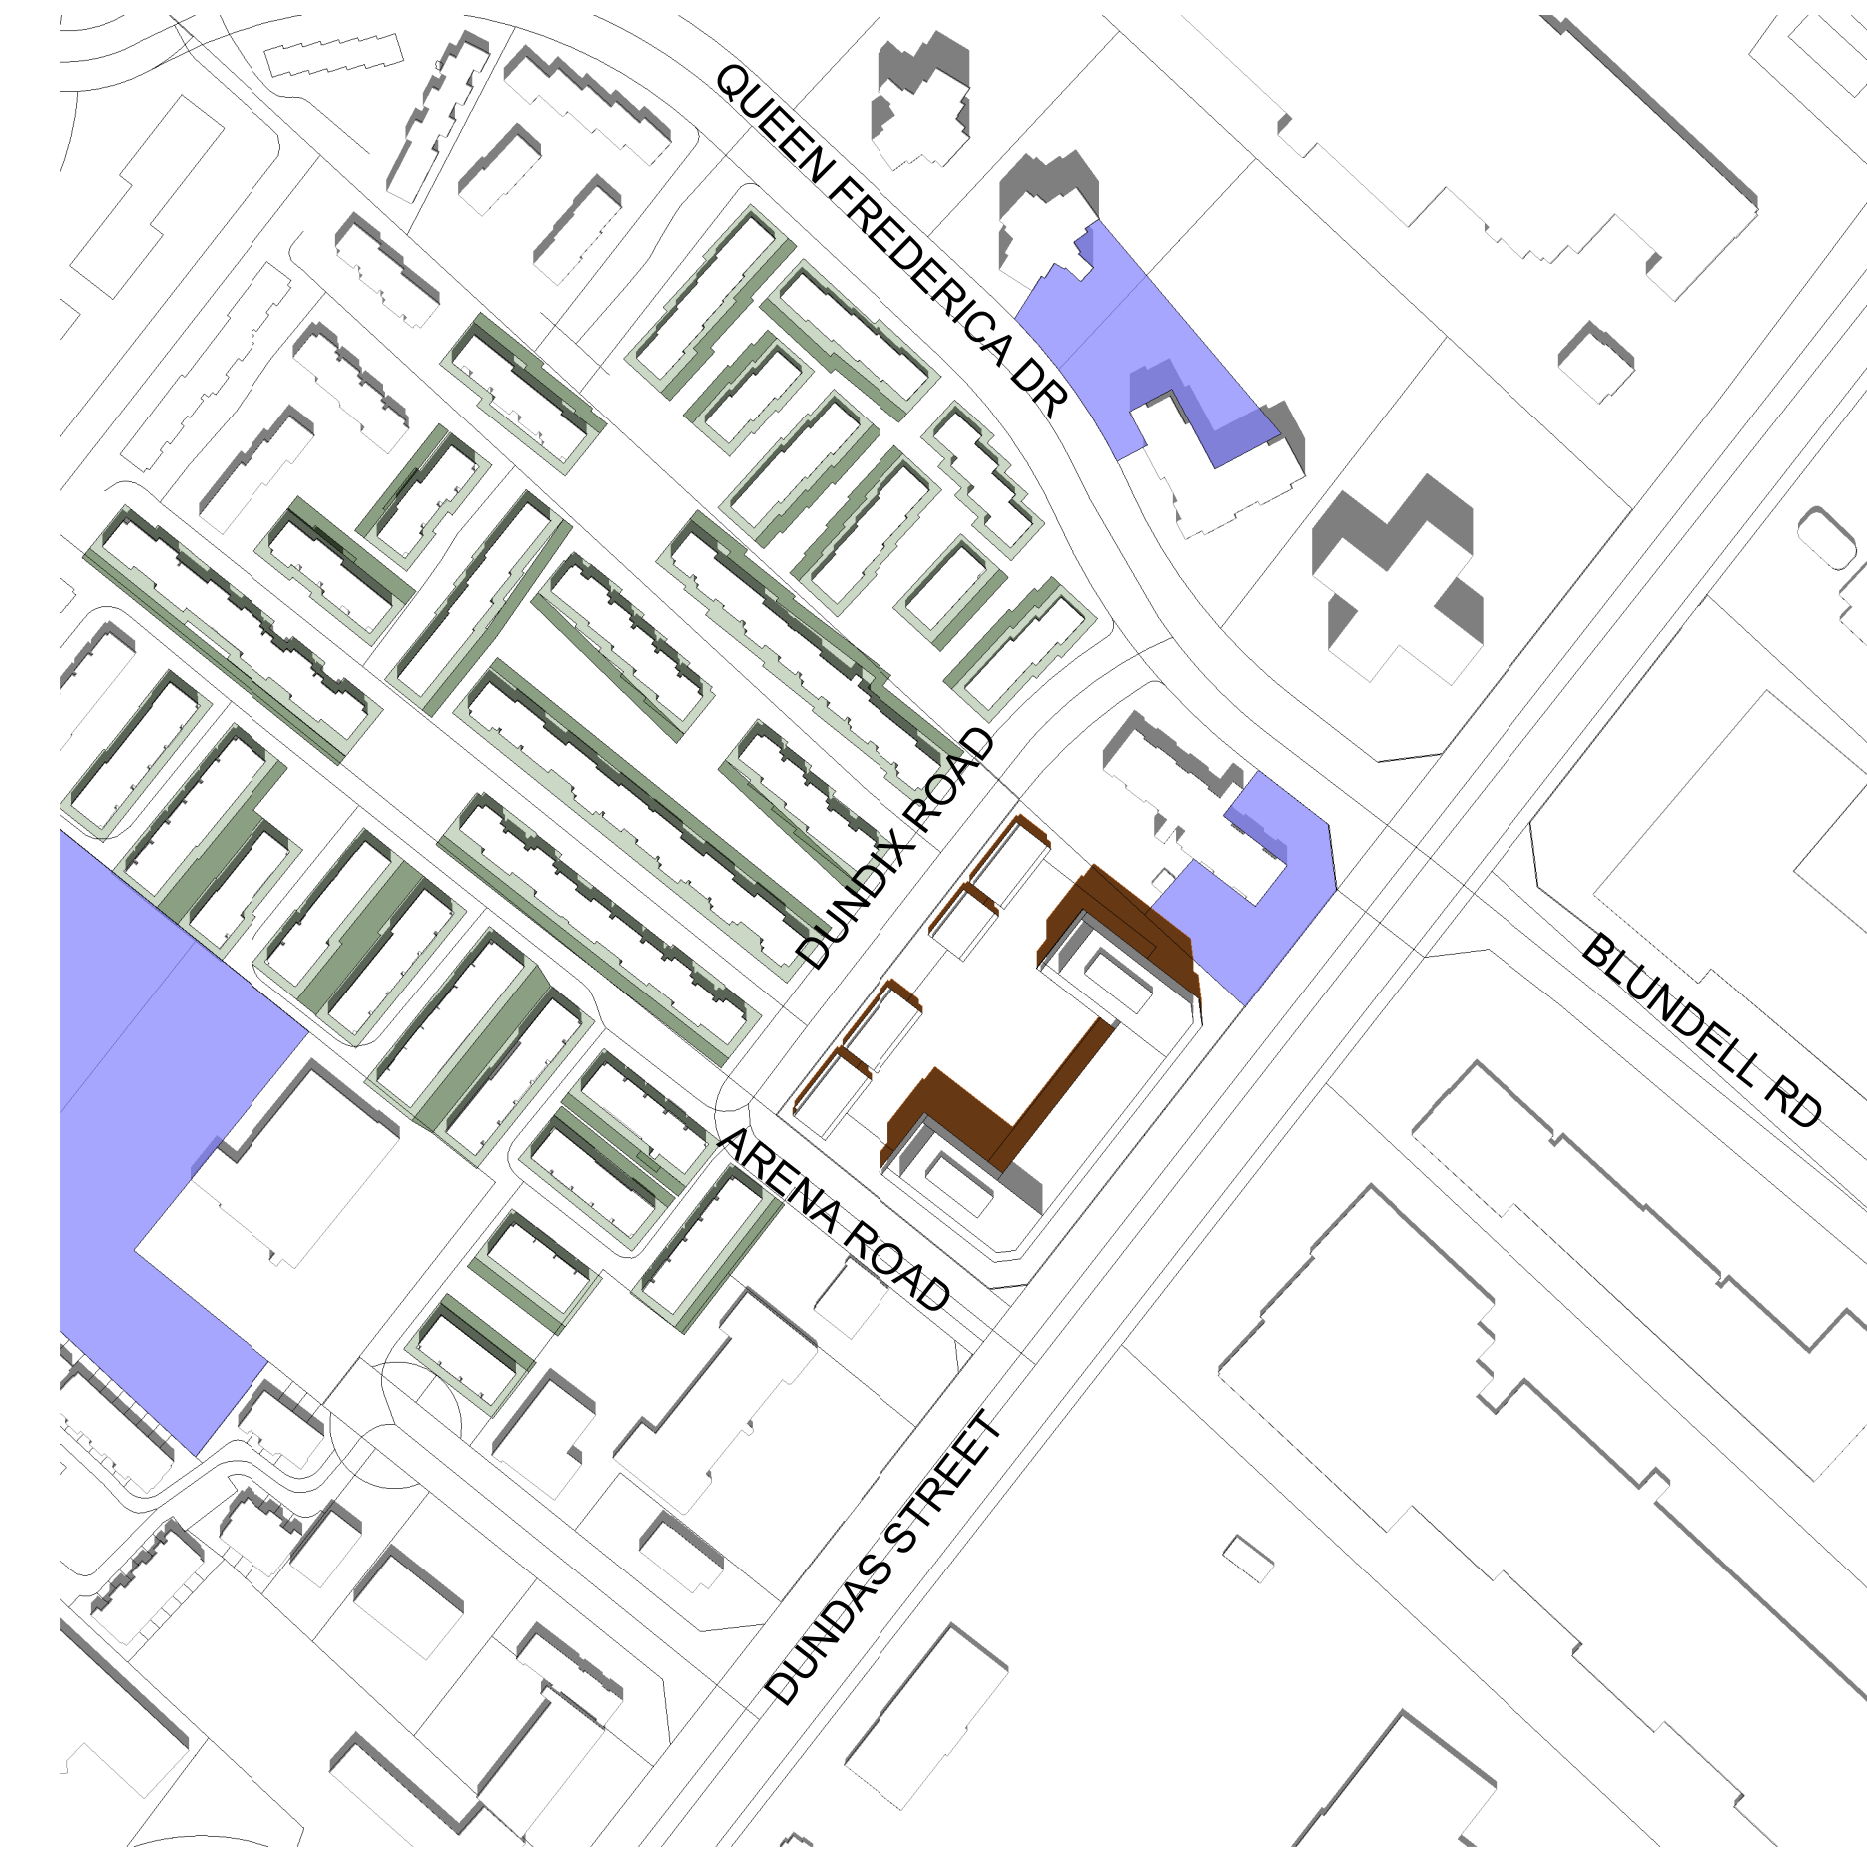 QUEEN FREDERICA DR
DUNDIX ROAD
BLUNDELL RD
ARENA ROAD
DUNDAS STREET